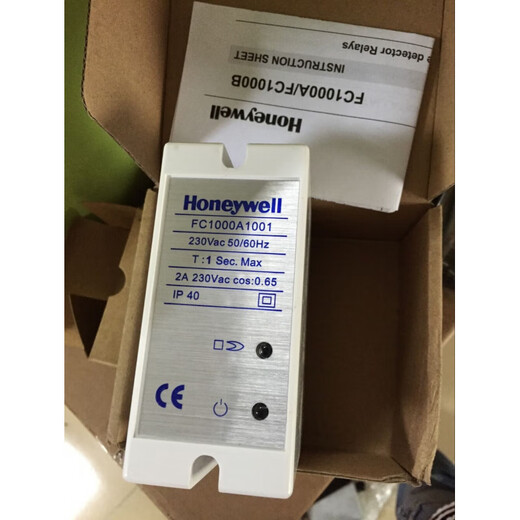 e detector Relays
INSTRUCTION SHEET
FC1000A/FC1000B
Honeywell
Honeywell
FC1000A1001
230Vac 50/60Hz
T :1 Sec. Max
2A 230Vac cos:0.65
IP 40
CE